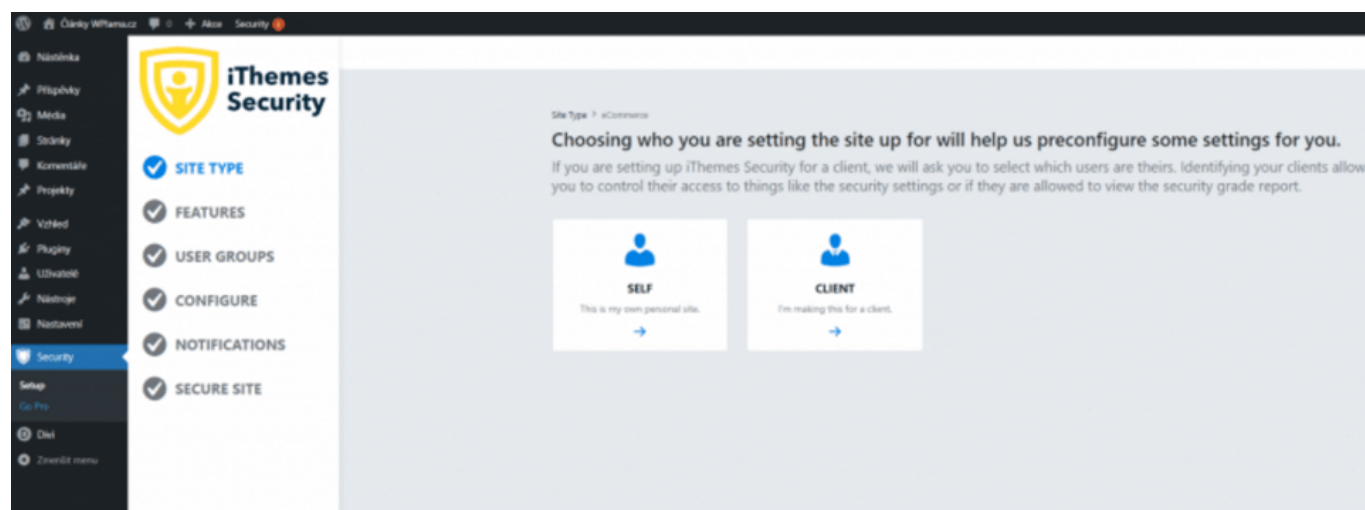 Články WPlama.cz 0 + Akce Security
Nástěnka
Příspěvky
Média
Stránky
Komentáře
Projekty
Vzhled
Pluginy
Uživatelé
Nástroje
Nastavení
Security
Setup
Go Pro
Divi
Zmenšit menu
iThemes
Security
SITE TYPE
FEATURES
USER GROUPS
CONFIGURE
NOTIFICATIONS
SECURE SITE
Site Type > eCommerce
Choosing who you are setting the site up for will help us preconfigure some settings for you.
If you are setting up iThemes Security for a client, we will ask you to select which users are theirs. Identifying your clients allow
you to control their access to things like the security settings or if they are allowed to view the security grade report.
SELF
This is my own personal site.
CLIENT
I'm making this for a client.